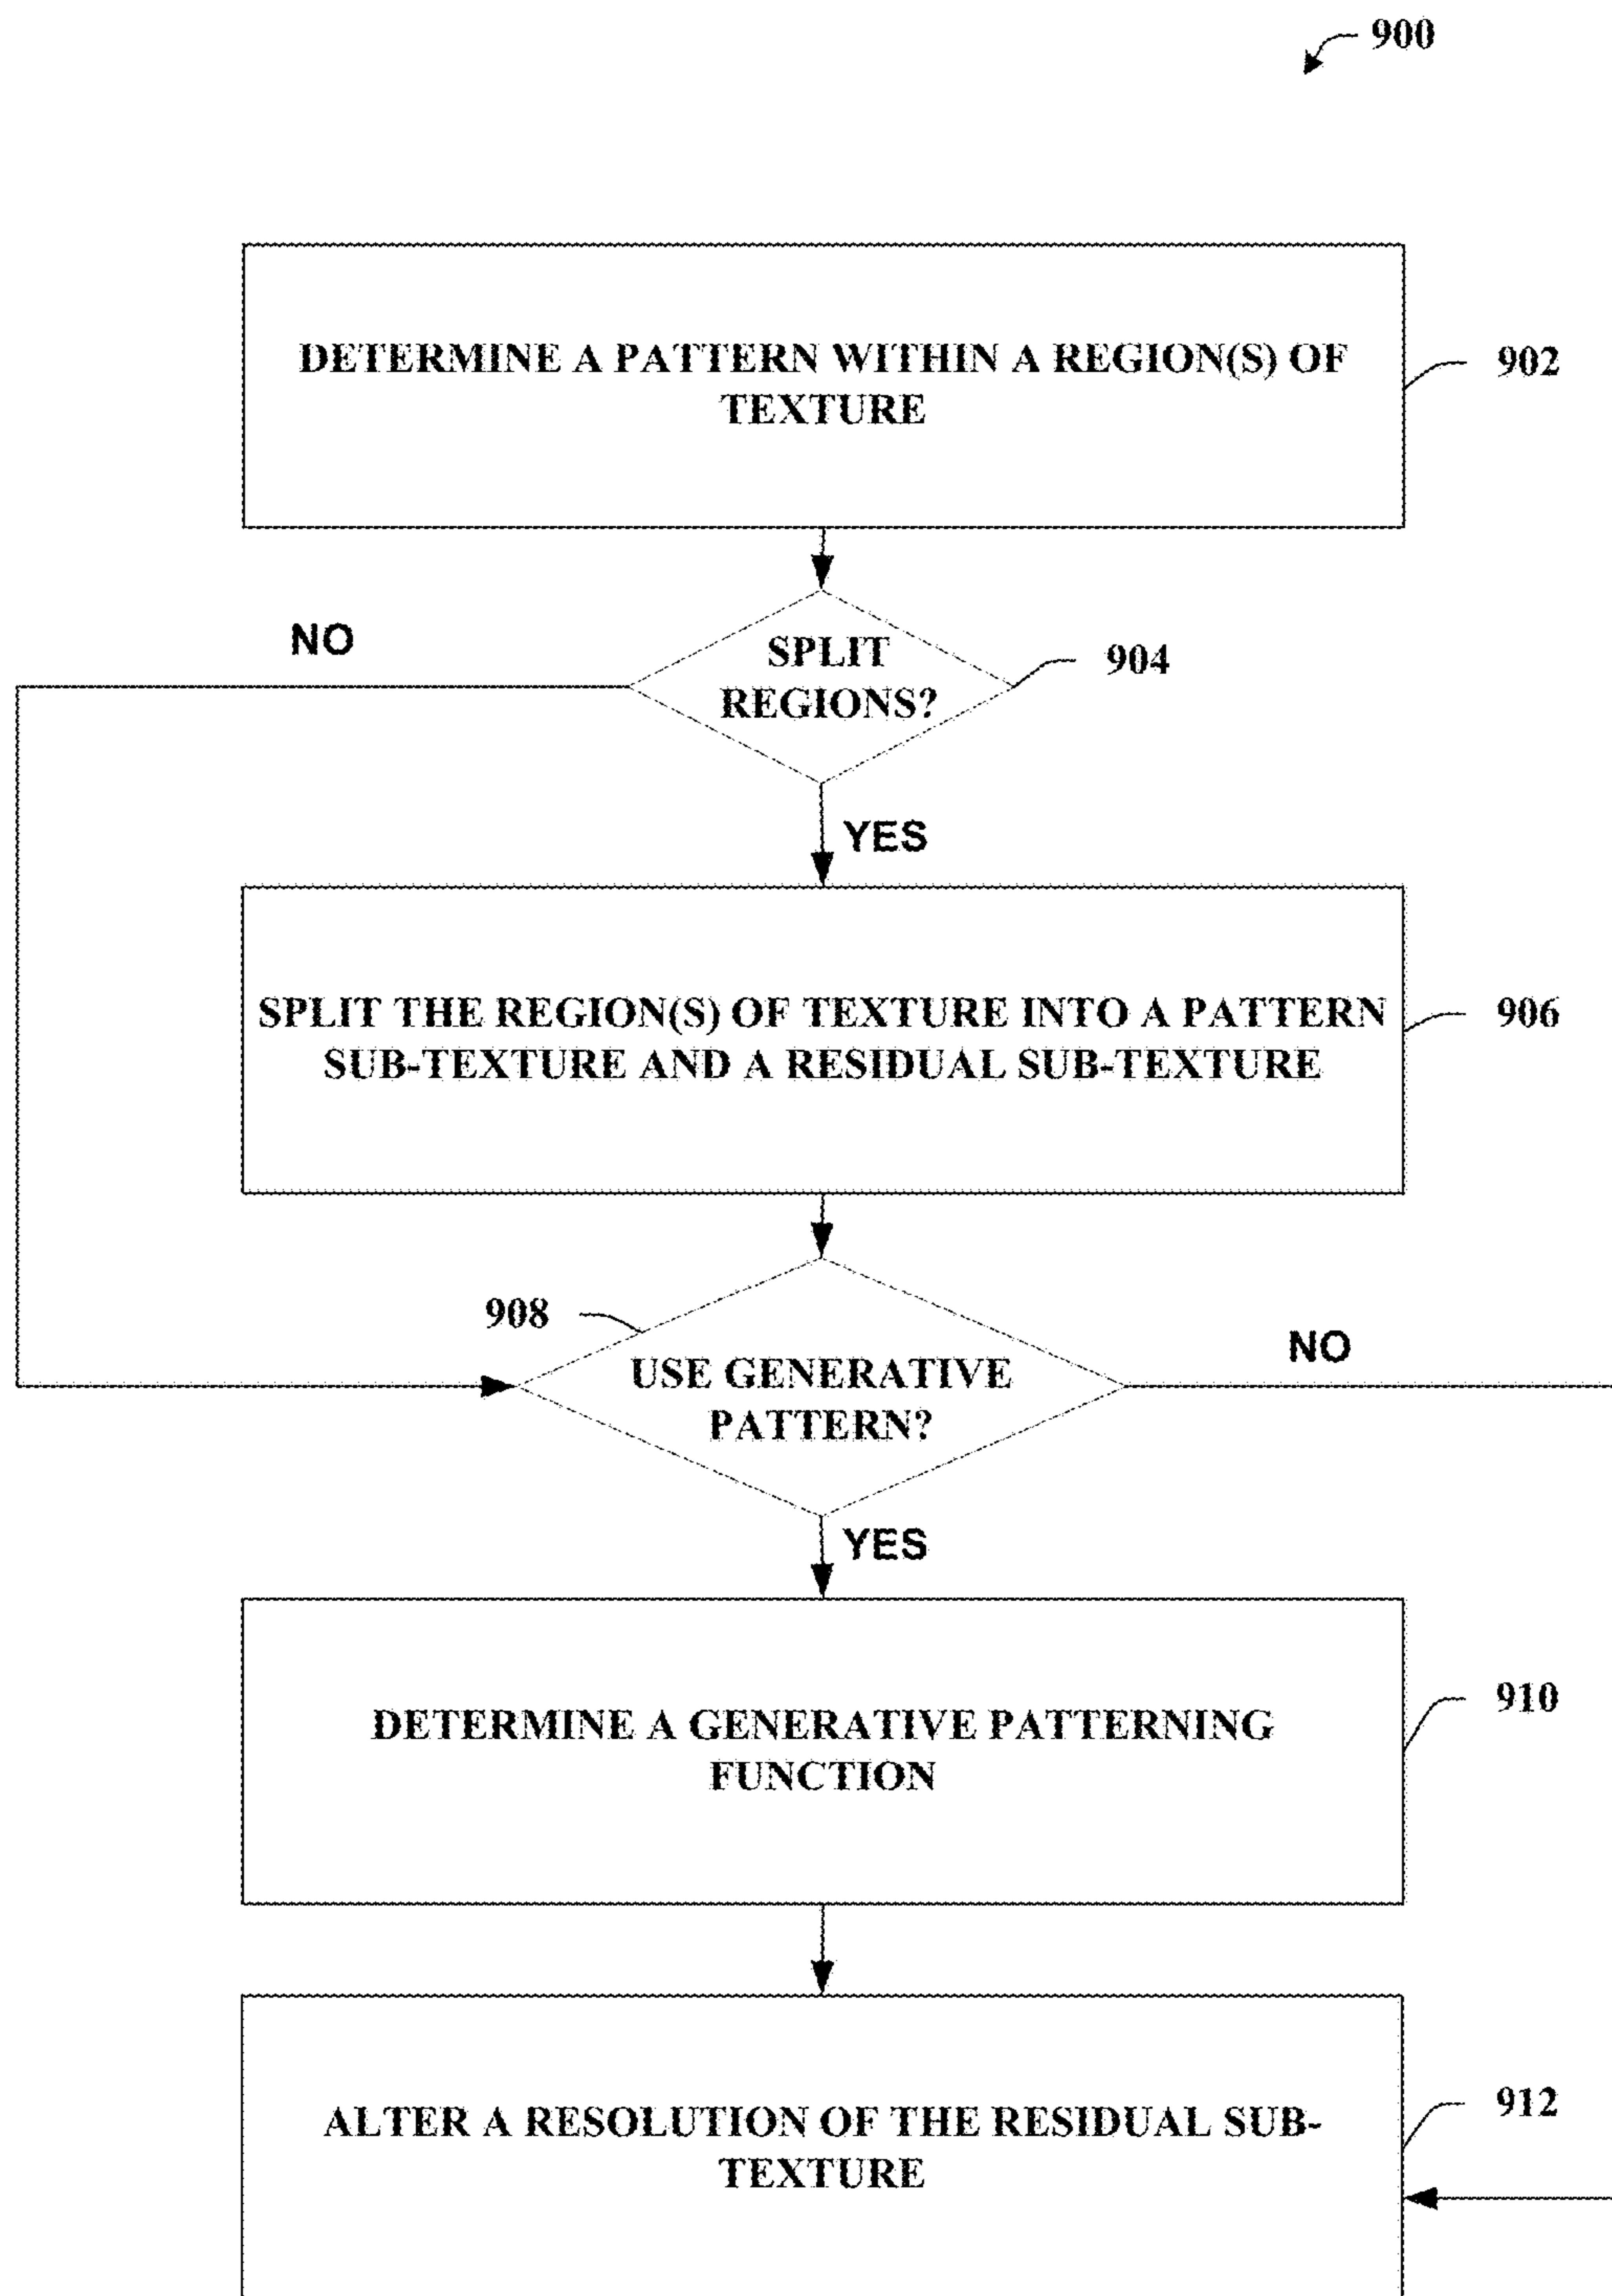 900
DETERMINE A PATTERN WITHIN A REGION(S) OF
TEXTURE
902
NO
SPLIT
REGIONS?
904
YES
SPLIT THE REGION(S) OF TEXTURE INTO A PATTERN
SUB-TEXTURE AND A RESIDUAL SUB-TEXTURE
906
908
USE GENERATIVE
PATTERN?
NO
YES
DETERMINE A GENERATIVE PATTERNING
FUNCTION
910
ALTER A RESOLUTION OF THE RESIDUAL SUB-
TEXTURE
912